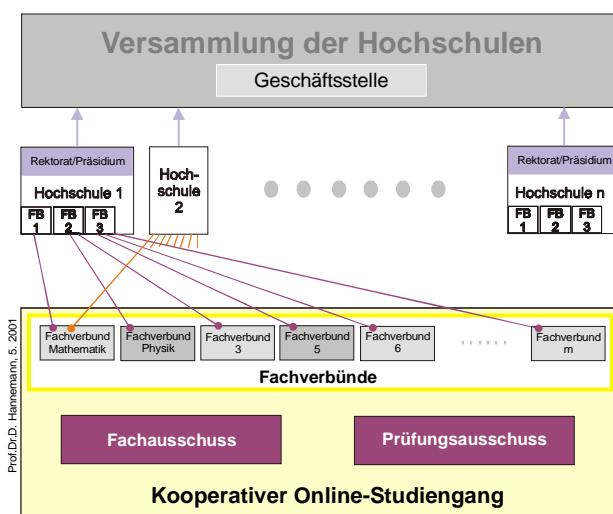 Versammlung der Hochschulen
Geschäftsstelle
Rektorat/Präsidium
Hochschule 1
FB
1
FB
2
FB
3
Hoch-
schule
2
Rektorat/Präsidium
Hochschule n
FB
1
FB
2
FB
3
Fachverbund
Mathematik
Fachverbund
Physik
Fachverbund
3
Fachverbund
5
Fachverbund
6
Fachverbund
m
Fachverbünde
Fachausschuss
Prüfungsausschuss
Kooperativer Online-Studiengang
Prof.Dr.D. Hannemann, 5. 2001